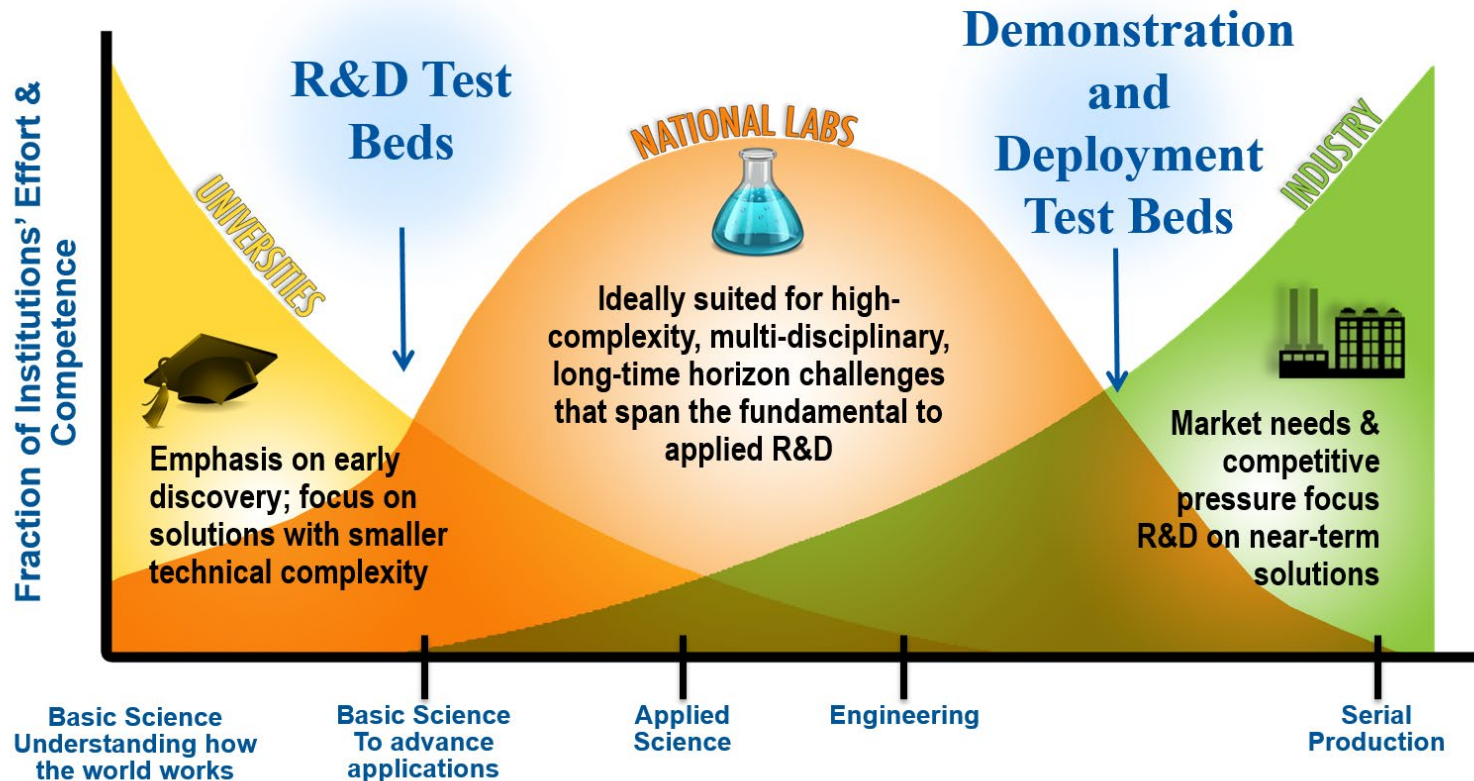 Fraction of Institutions' Effort &
Competence
R&D Test
Beds
Demonstration
and
Deployment
Test Beds
UNIVERSITIES
NATIONAL LABS
INDUSTRY
Emphasis on early
discovery; focus on
solutions with smaller
technical complexity
Ideally suited for high-
complexity, multi-disciplinary,
long-time horizon challenges
that span the fundamental to
applied R&D
Market needs &
competitive
pressure focus
R&D on near-term
solutions
Basic Science
Understanding how
the world works
Basic Science
To advance
applications
Applied
Science
Engineering
Serial
Production